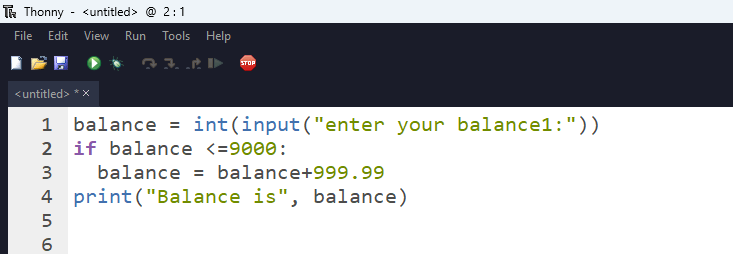 Thonny - <untitled> @ 2 : 1
File Edit View Run Tools Help
STOP
<untitled> * ×
1 balance = int(input("enter your balance1:"))
2 if balance <=9000:
3   balance = balance+999.99
4 print("Balance is", balance)
5
6